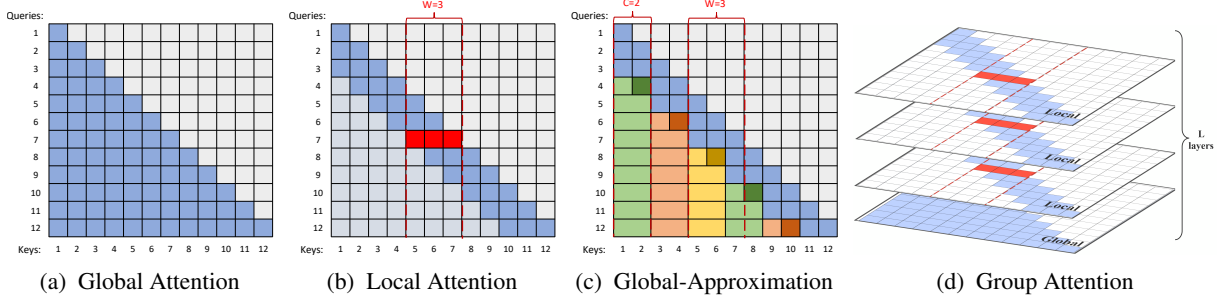 Queries:
1
2
3
4
5
6
7
8
9
10
11
12
Keys: 1 2 3 4 5 6 7 8 9 10 11 12
(a) Global Attention
W=3
Queries:
1
2
3
4
5
6
7
8
9
10
11
12
Keys: 1 2 3 4 5 6 7 8 9 10 11 12
(b) Local Attention
C=2 W=3
Queries:
1
2
3
4
5
6
7
8
9
10
11
12
Keys: 1 2 3 4 5 6 7 8 9 10 11 12
(c) Global-Approximation
Local
Local
Local
Global
L
layers
(d) Group Attention